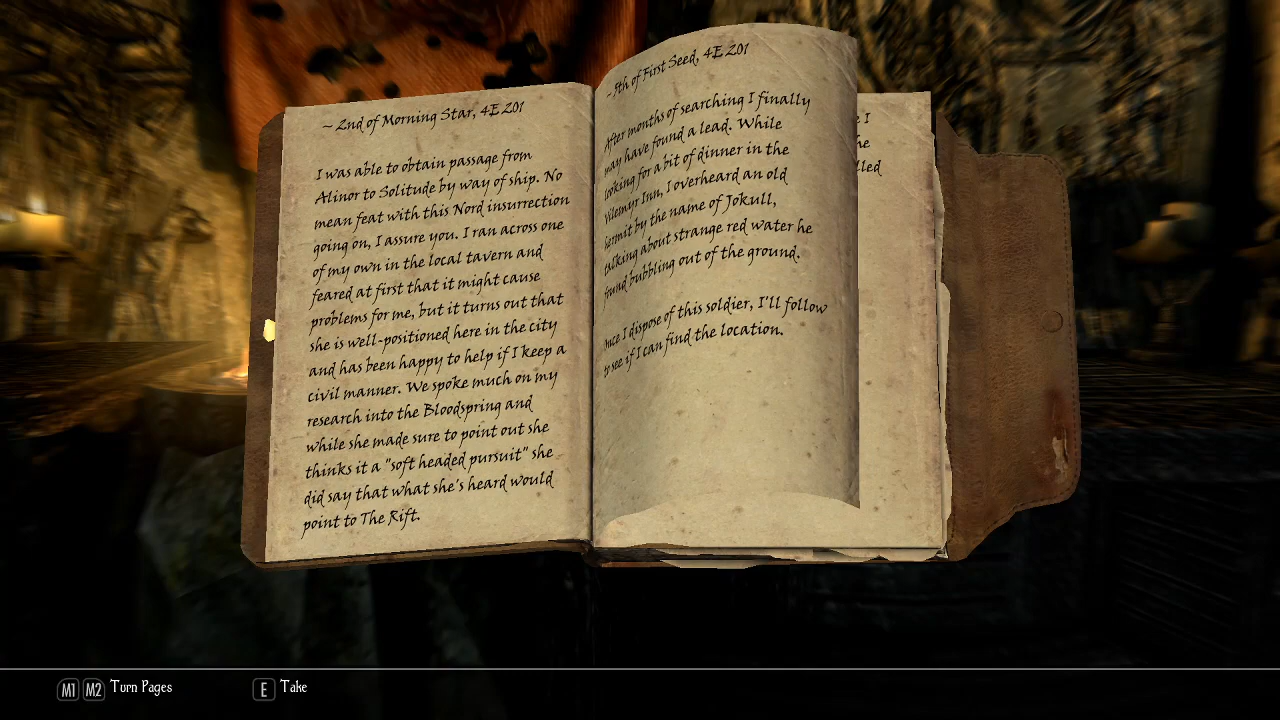 ~ 2nd of Morning Star, 4E 201
I was able to obtain passage from
Alinor to Solitude by way of ship. No
mean feat with this Nord insurrection
going on, I assure you. I ran across one
of my own in the local tavern and
feared at first that it might cause
problems for me, but it turns out that
she is well-positioned here in the city
and has been happy to help if I keep a
civil manner. We spoke much on my
research into the Bloodspring and
while she made sure to point out she
thinks it a "soft headed pursuit" she
did say that what she's heard would
point to The Rift.
~ 5th of First Seed, 4E 201
After months of searching I finally
may have found a lead. While
looking for a bit of dinner in the
Vilemyr Inn, I overheard an old
hermit by the name of Jokull,
talking about strange red water he
found bubbling out of the ground.
Once I dispose of this soldier, I'll follow
to see if I can find the location.
I
M1 M2 Turn Pages
E Take